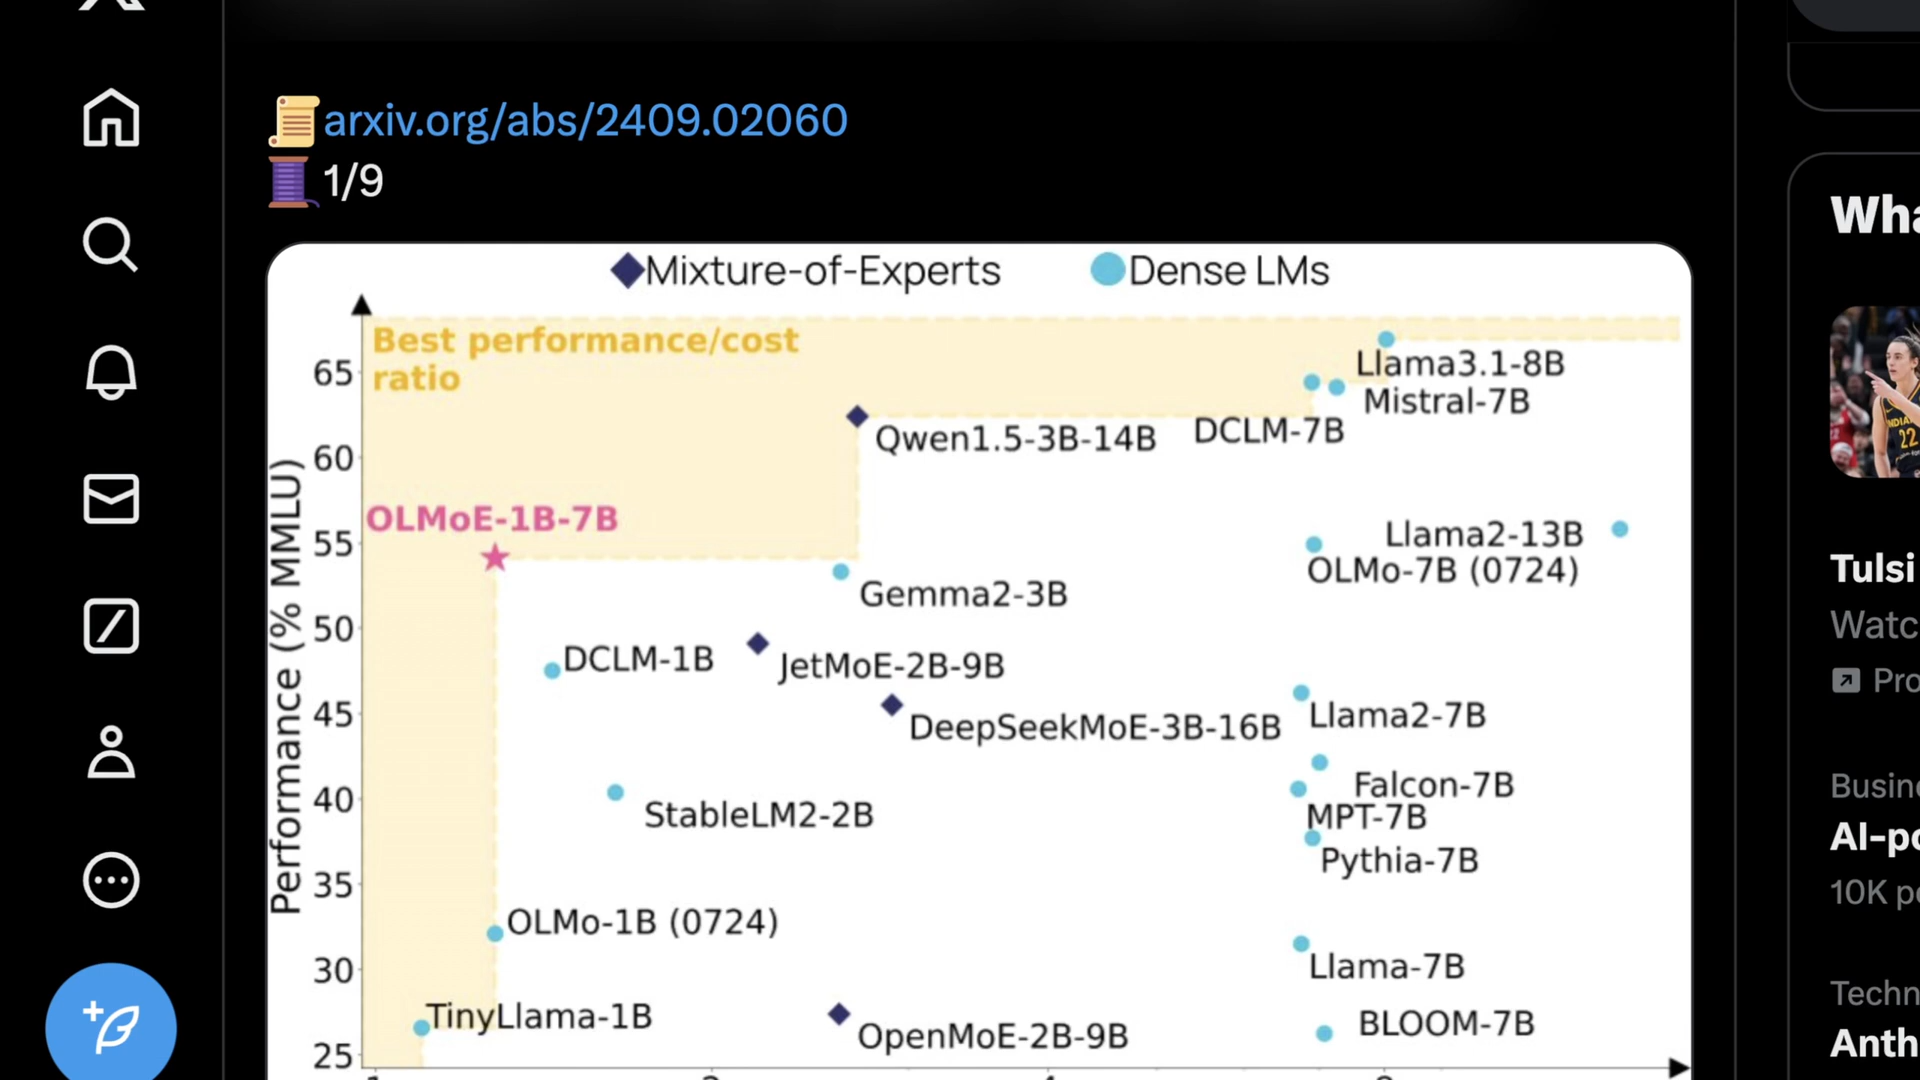 arxiv.org/abs/2409.02060
1/9
Mixture-of-Experts
Dense LMs
Best performance/cost
ratio
Performance (% MMLU)
65
60
55
50
45
40
35
30
25
Llama3.1-8B
Mistral-7B
DCLM-7B
Qwen1.5-3B-14B
OLMoE-1B-7B
Llama2-13B
OLMo-7B (0724)
Gemma2-3B
DCLM-1B
JetMoE-2B-9B
DeepSeekMoE-3B-16B
Llama2-7B
Falcon-7B
MPT-7B
StableLM2-2B
Pythia-7B
OLMo-1B (0724)
Llama-7B
TinyLlama-1B
OpenMoE-2B-9B
BLOOM-7B
Wha
22
Tulsi
Watc
Pro
Busin
AI-po
10K p
Techn
Anth